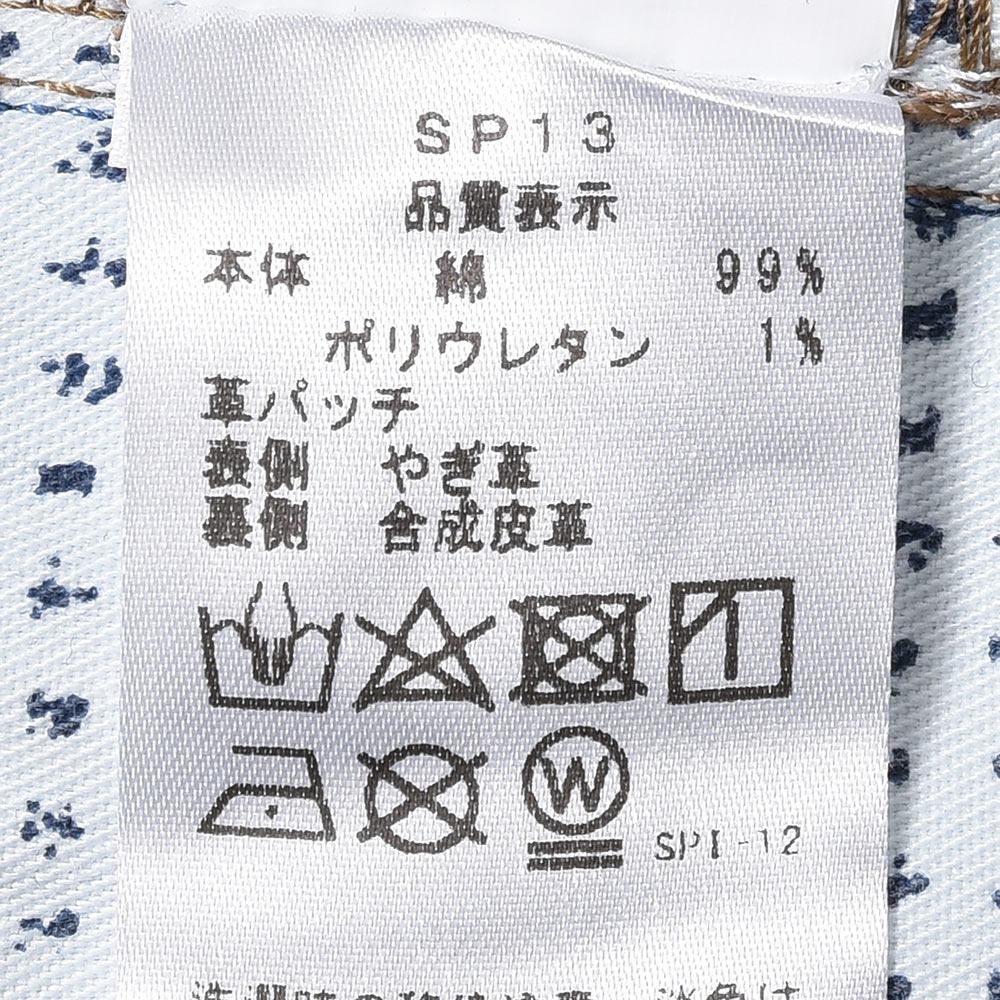 SP13
品質表示
本体 綿 99%
ポリウレタン 1%
革パッチ
表側 やぎ革
裏側 合成皮革
W
SPI-12